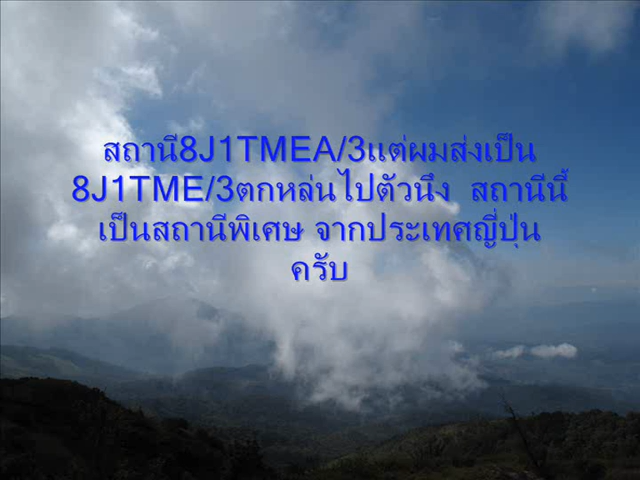 สถานี8J1TMEA/3แต่ผมส่งเป็น
8J1TME/3ตกหล่นไปตัวนึง สถานีนี้
เป็นสถานีพิเศษ จากประเทศญี่ปุ่น
ครับ